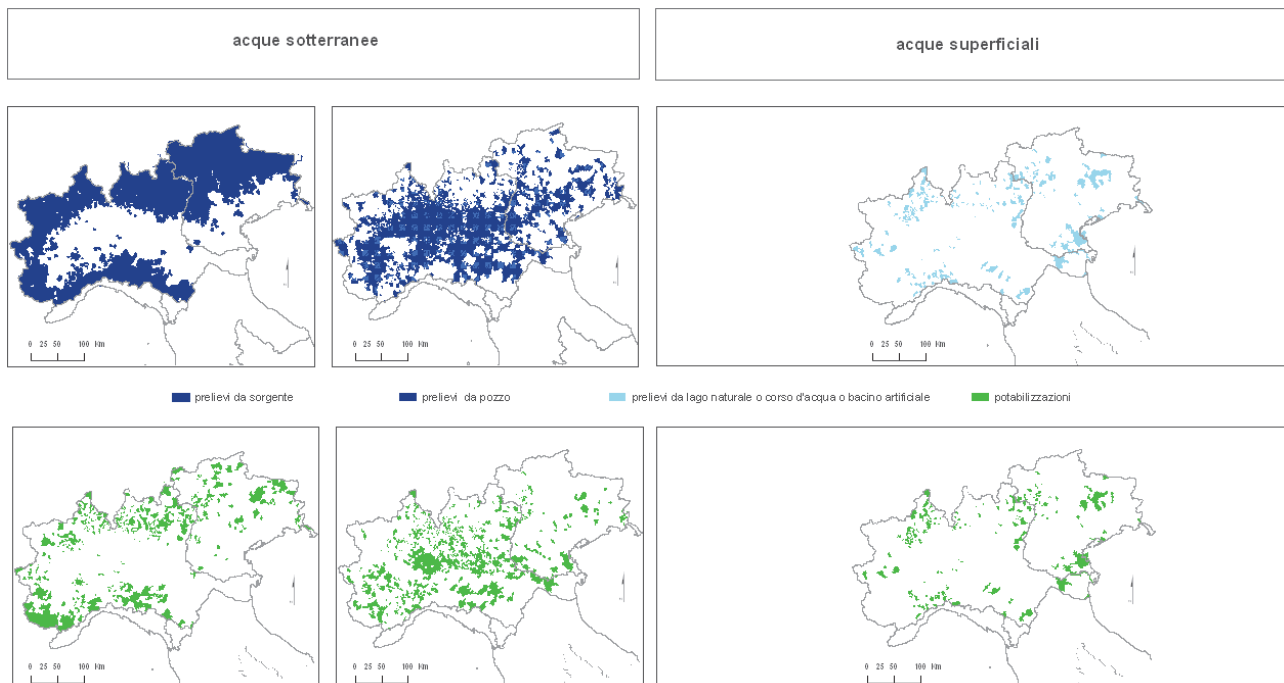 acque sotterranee
acque superficiali
0 25 50 100 Km
0 25 50 100 Km
0 25 50 100 Km
prelievi da sorgente
prelievi da pozzo
prelievi da lago naturale o corso d'acqua o bacino artificiale
potabilizzazioni
0 25 50 100 Km
0 25 50 100 Km
0 25 50 100 Km